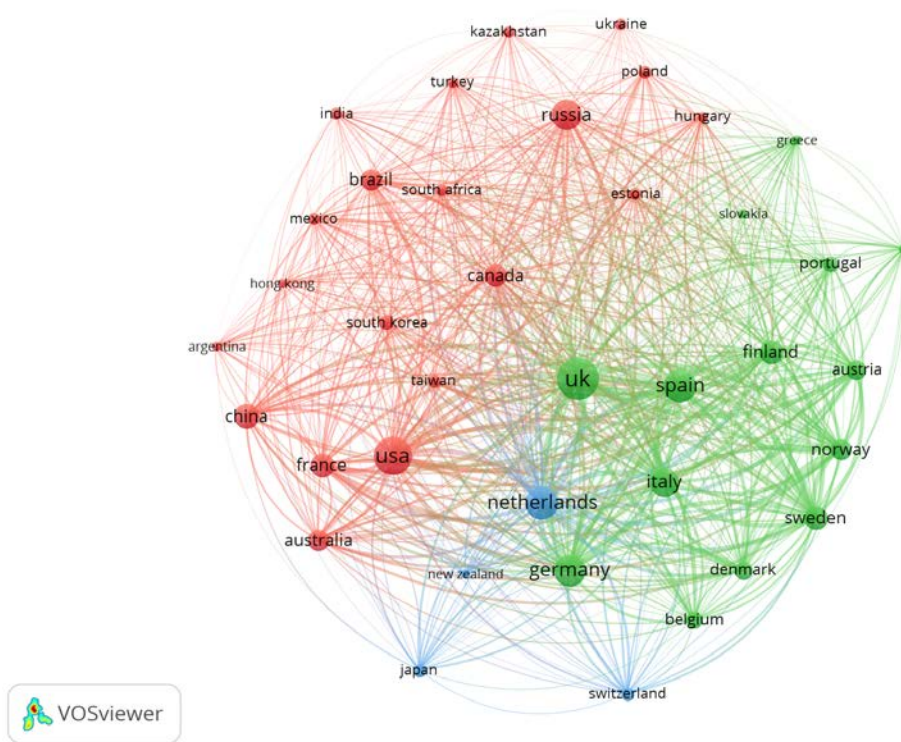 ukraine
kazakhstan
poland
turkey
india
russia
hungary
greece
brazil
south africa
estonia
mexico
slovakia
portugal
canada
hong kong
south korea
argentina
finland
taiwan
uk
spain
austria
china
norway
usa
france
italy
netherlands
sweden
australia
germany
denmark
new zealand
belgium
japan
switzerland
VOSviewer